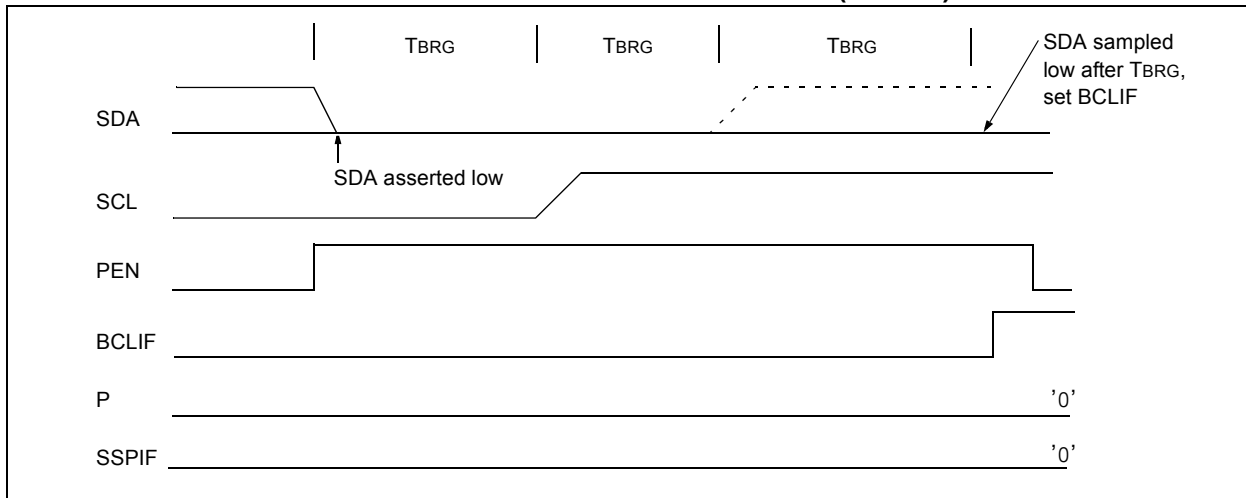 TBRG TBRG TBRG
SDA sampled
low after TBRG,
set BCLIF
SDA
SDA asserted low
SCL
PEN
BCLIF
P '0'
SSPIF '0'